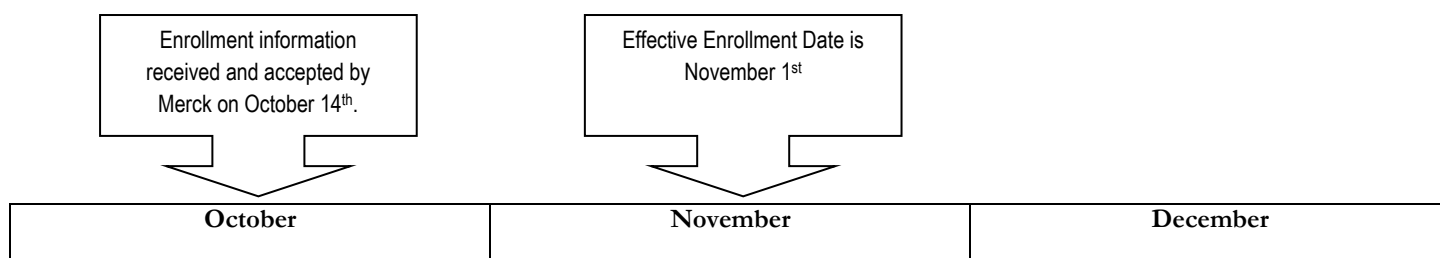 Enrollment information
received and accepted by
Merck on October 14th.
Effective Enrollment Date is
November 1st
October November December